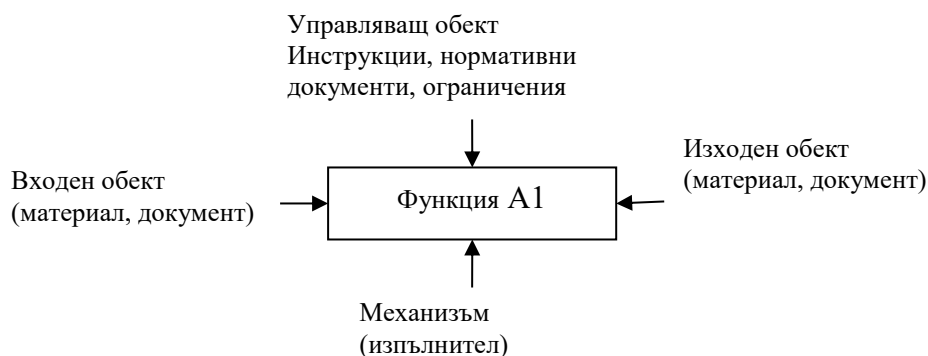 Управляващ обект
Инструкции, нормативни
документи, ограничения
Входен обект
(материал, документ)
Функция А1
Изходен обект
(материал, документ)
Механизъм
(изпълнител)